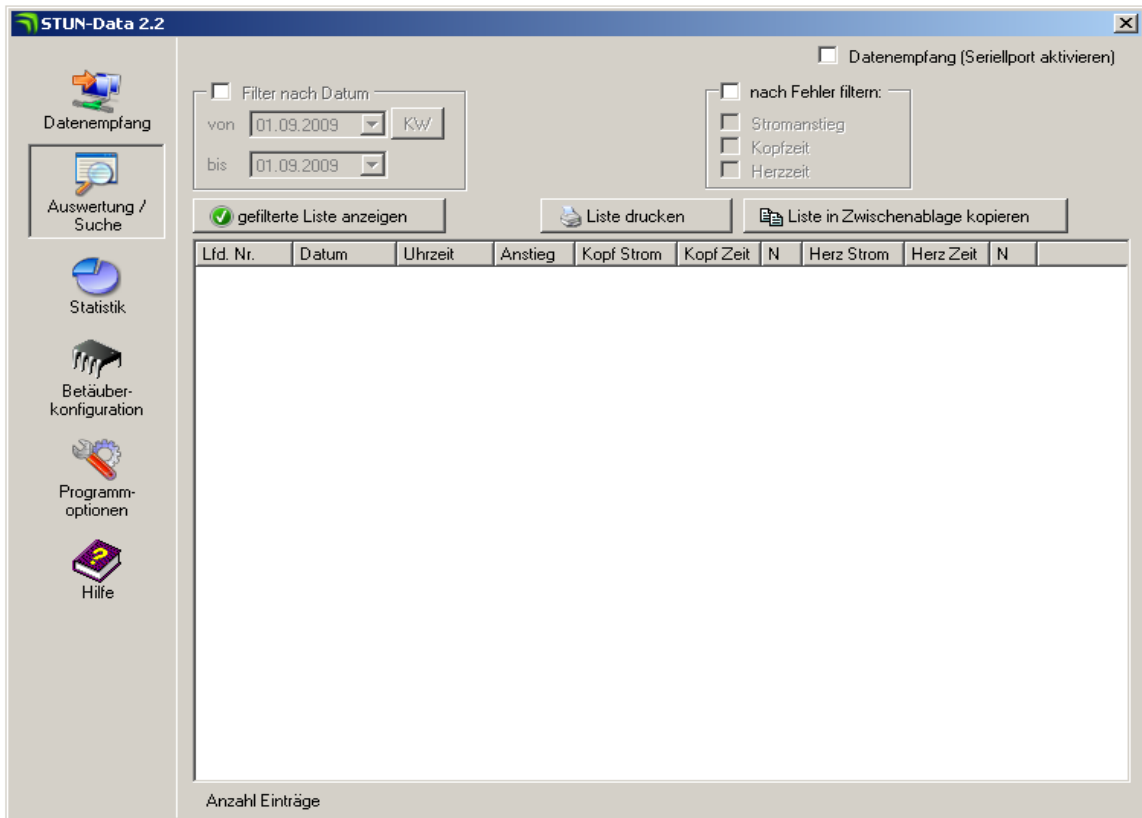 STUN-Data 2.2
Datenempfang (Seriellport aktivieren)
Datenempfang
Auswertung /
Suche
Statistik
Betäuber-
konfiguration
Programm-
optionen
Hilfe
Filter nach Datum
von 01.09.2009 KW
bis 01.09.2009
nach Fehler filtern:
Stromanstieg
Kopfzeit
Herzzeit
gefilterte Liste anzeigen
Liste drucken
Liste in Zwischenablage kopieren
Lfd. Nr. Datum Uhrzeit Anstieg Kopf Strom Kopf Zeit N Herz Strom Herz Zeit N
Anzahl Einträge